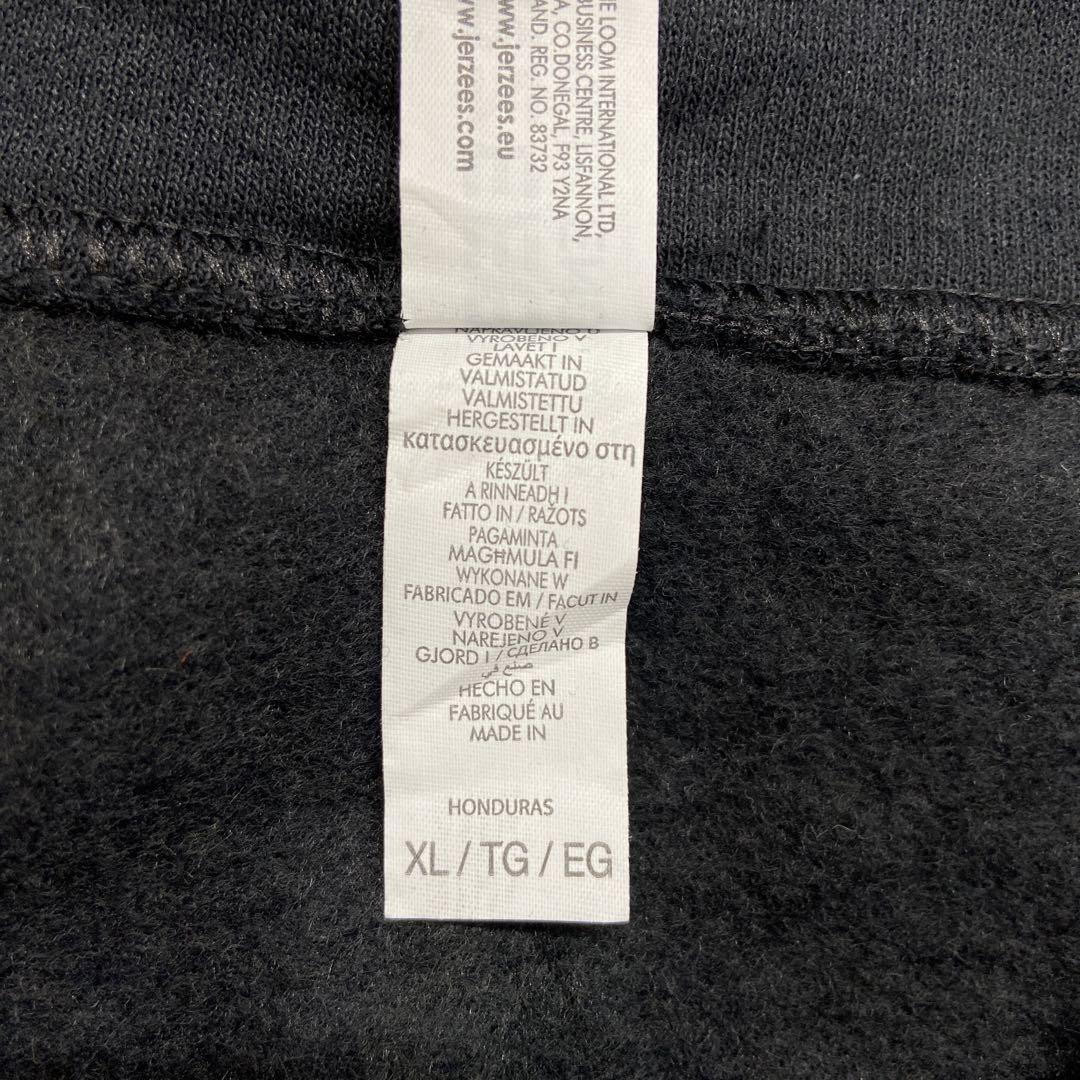 E LOOM INTERNATIONAL LTD,
BUSINESS CENTRE, LISFANNON,
A, CO.DONEGAL, F93 Y2NA
AND. REG. NO. 83732
www.jerzees.eu
www.jerzees.com
NAPRAVLJENO U
VYROBENO V
LAVET I
GEMAAKT IN
VALMISTATUD
VALMISTETTU
HERGESTELLT IN
κατασκευασμένο στη
KÉSZÜLT
A RINNEADH I
FATTO IN / RAŽOTS
PAGAMINTA
MAGĦMULA FI
WYKONANE W
FABRICADO EM / FACUT IN
VYROBENÉ V
NAREJENO V
GJORD I / СДЕЛАНО В
صنع في
HECHO EN
FABRIQUÉ AU
MADE IN
HONDURAS
XL / TG / EG